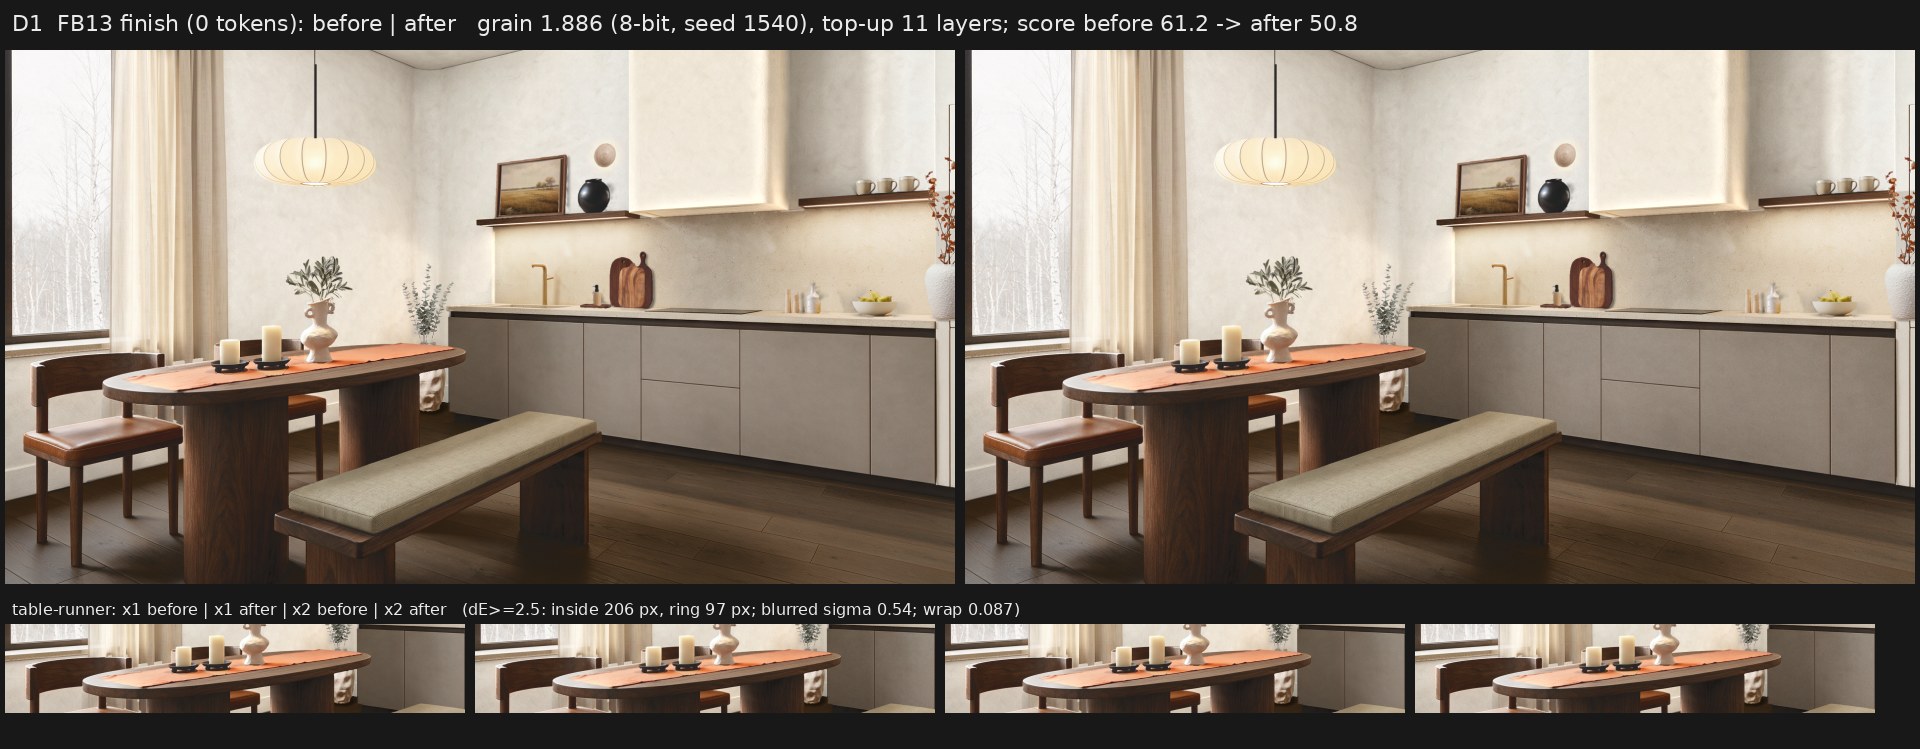 D1  FB13 finish (0 tokens): before | after   grain 1.886 (8-bit, seed 1540), top-up 11 layers; score before 61.2 -> after 50.8
table-runner: x1 before | x1 after | x2 before | x2 after   (dE>=2.5: inside 206 px, ring 97 px; blurred sigma 0.54; wrap 0.087)